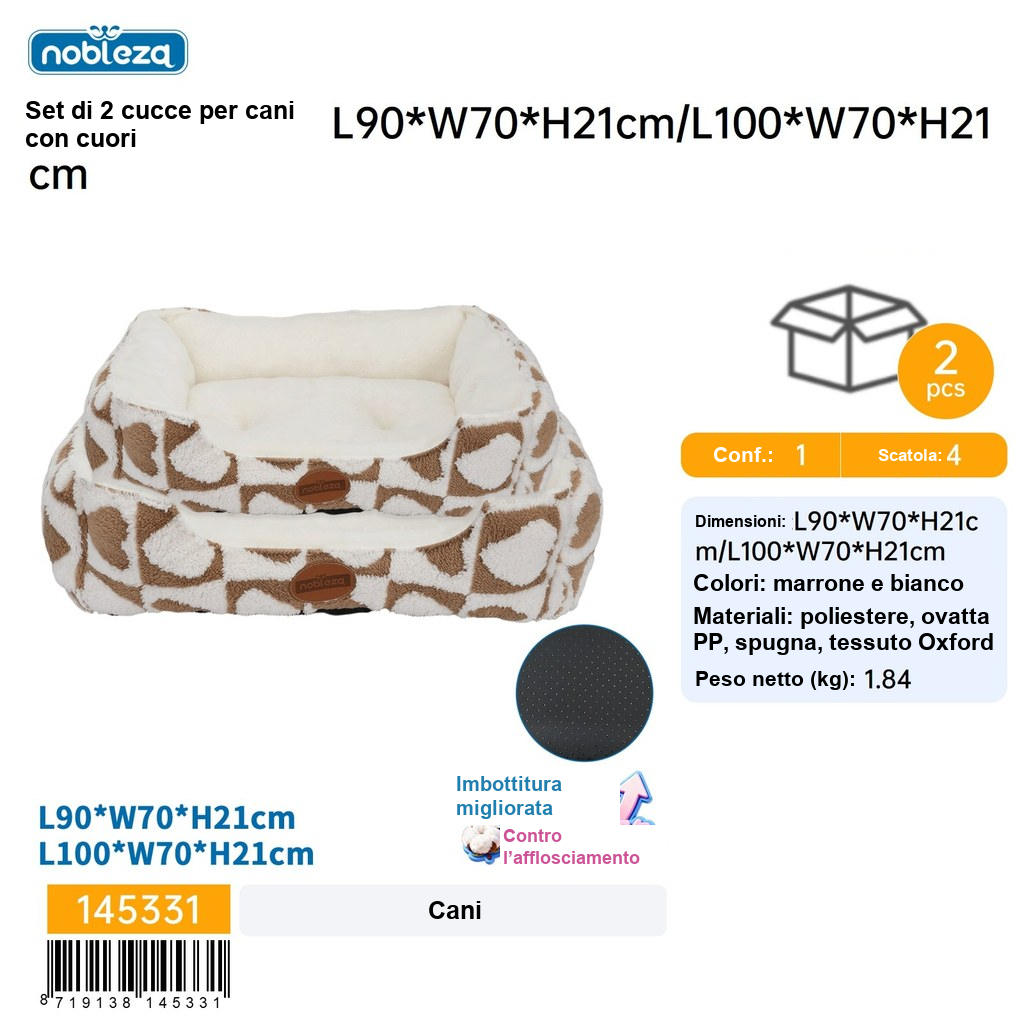 nobleza
Set di 2 cucce per cani
con cuori
L90*W70*H21cm/L100*W70*H21
cm
2
pcs
Conf.: 1
Scatola: 4
Dimensioni: L90*W70*H21c
m/L100*W70*H21cm
Colori: marrone e bianco
Materiali: poliestere, ovatta
PP, spugna, tessuto Oxford
Peso netto (kg): 1.84
nobleza
nobleza
Imbottitura
migliorata
Contro
l’afflosciamento
L90*W70*H21cm
L100*W70*H21cm
145331
Cani
8 719138 145331